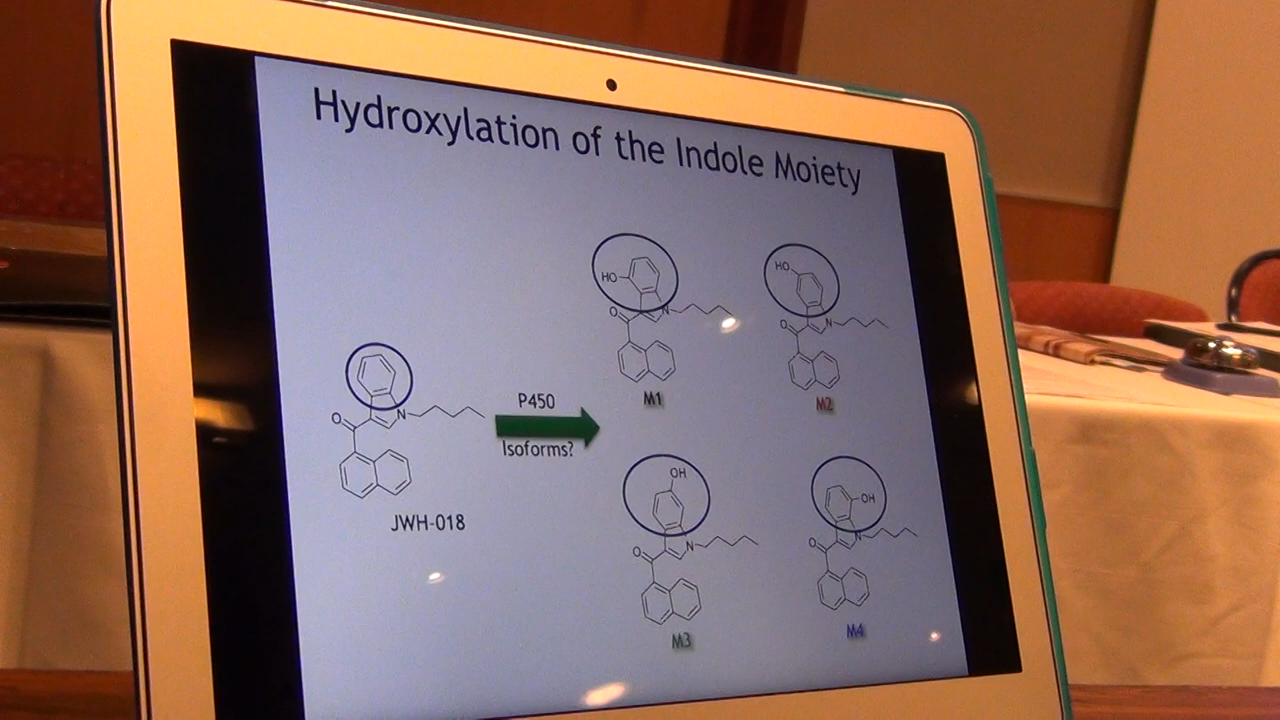 Hydroxylation of the Indole Moiety
HO
O
N
M1
HO
O
N
M2
O
N
JWH-018
P450
Isoforms?
OH
O
N
M3
OH
O
N
M4